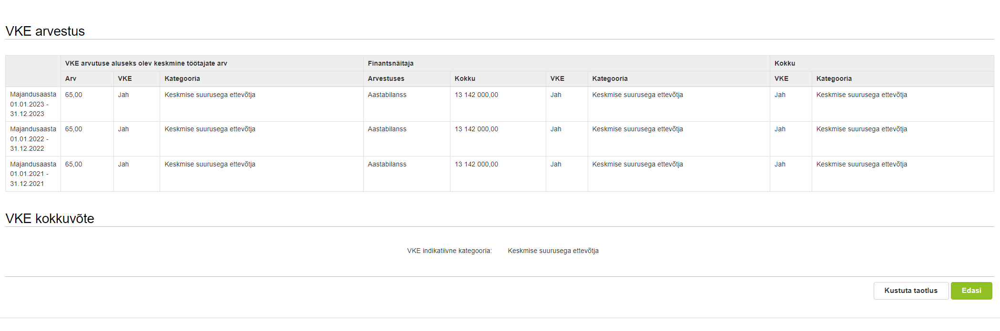 VKE arvestus
VKE arvutuse aluseks olev keskmine töötajate arv Finantsnäitaja Kokku
Arv VKE Kategooria Arvestuses Kokku VKE Kategooria VKE Kategooria
Majandusaasta 65,00 Jah Keskmise suurusega ettevõtja Aastabilanss 13 142 000,00 Jah Keskmise suurusega ettevõtja Jah Keskmise suurusega ettevõtja
01.01.2023 -
31.12.2023
Majandusaasta 65,00 Jah Keskmise suurusega ettevõtja Aastabilanss 13 142 000,00 Jah Keskmise suurusega ettevõtja Jah Keskmise suurusega ettevõtja
01.01.2022 -
31.12.2022
Majandusaasta 65,00 Jah Keskmise suurusega ettevõtja Aastabilanss 13 142 000,00 Jah Keskmise suurusega ettevõtja Jah Keskmise suurusega ettevõtja
01.01.2021 -
31.12.2021
VKE kokkuvõte
VKE indikatiivne kategooria: Keskmise suurusega ettevõtja
Kustuta taotlus Edasi